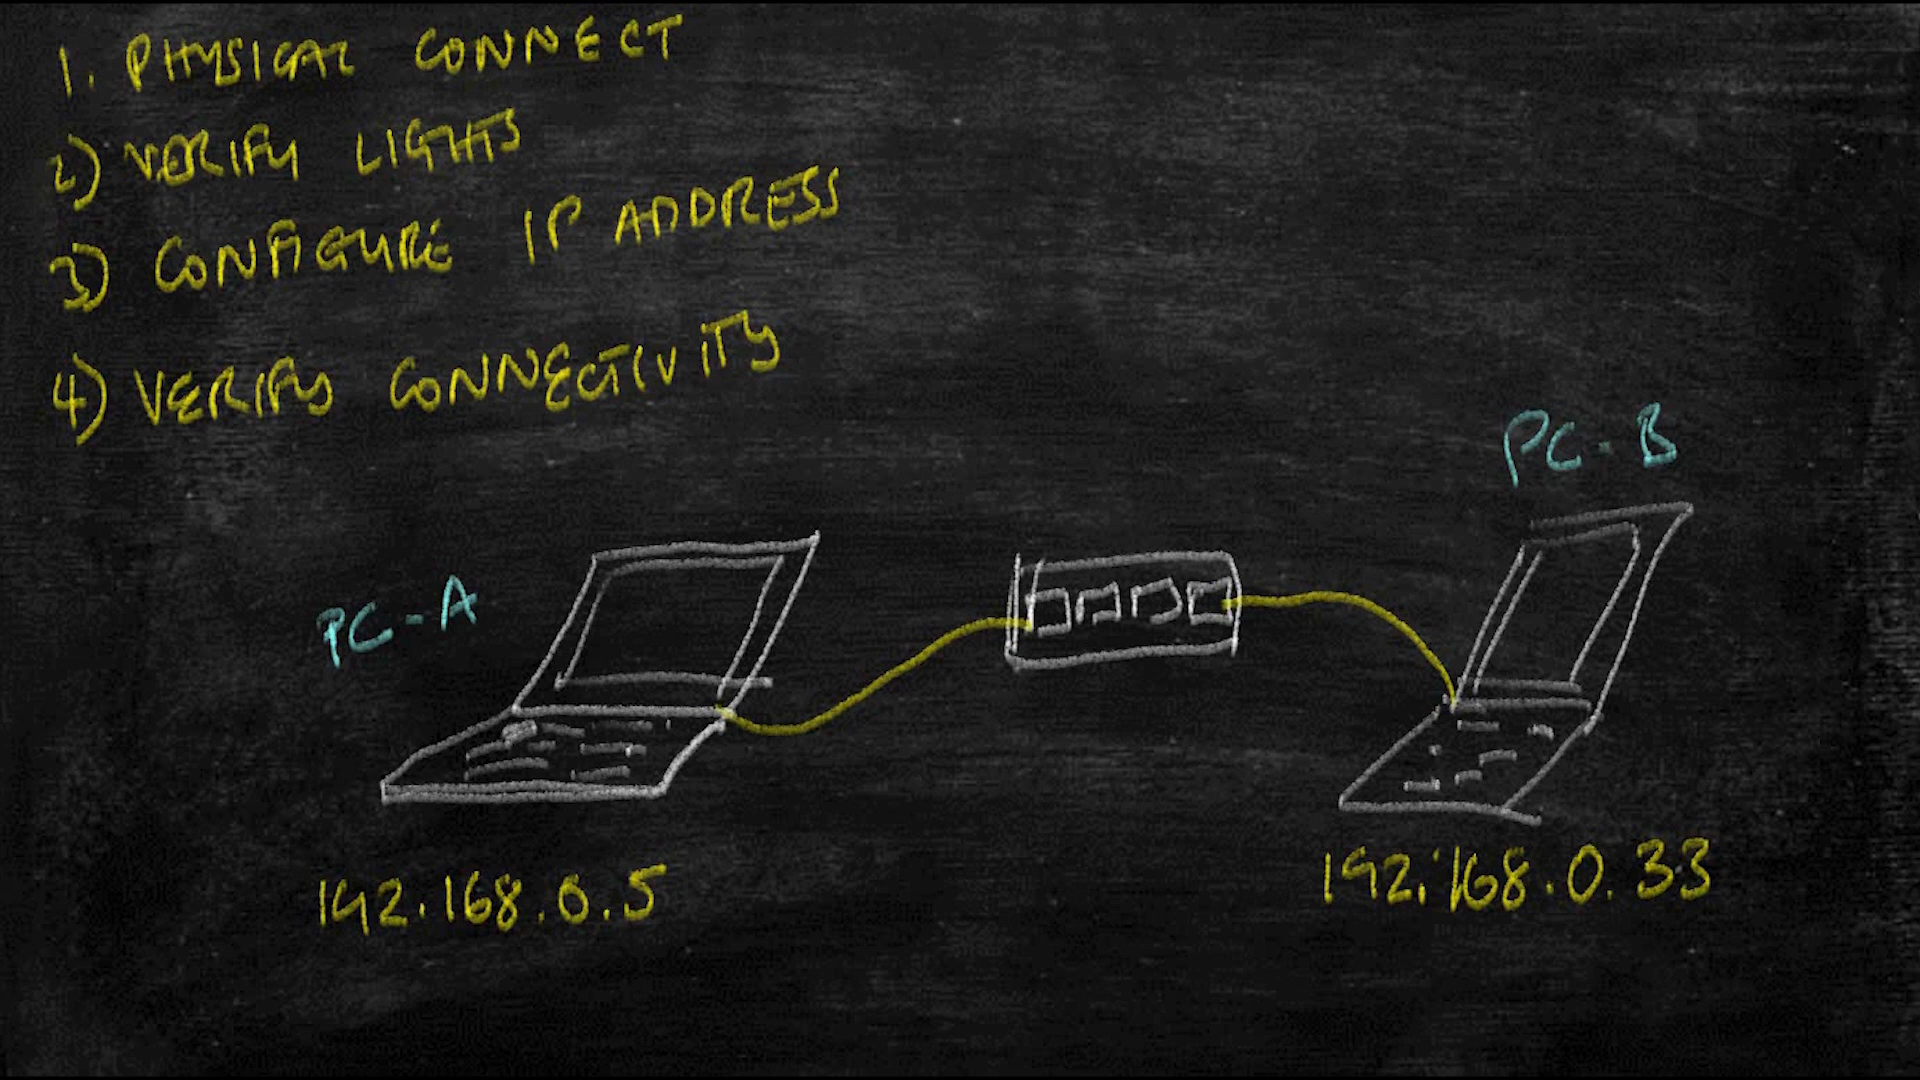 1. PHYSICAL CONNECT
2) VERIFY LIGHTS
3) CONFIGURE IP ADDRESS
4) VERIFY CONNECTIVITY
PC-B
PC-A
192.168.0.5
192.168.0.33